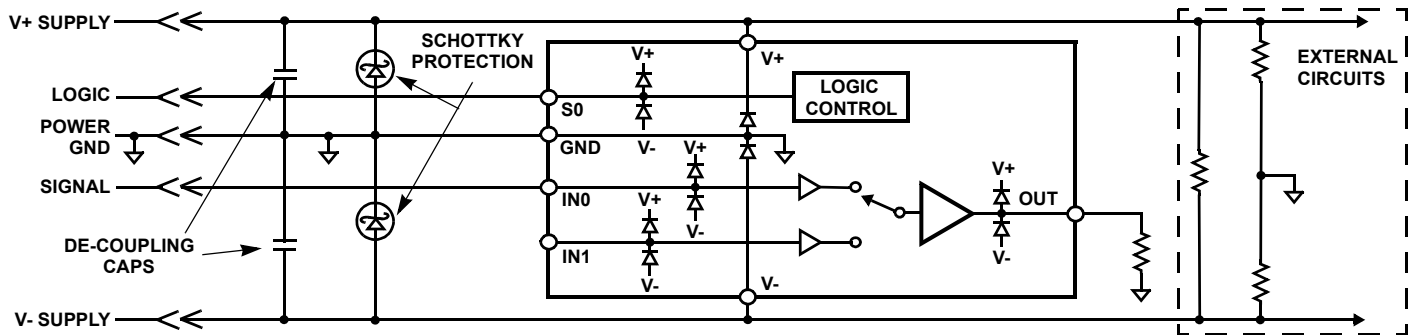 V+ SUPPLY
LOGIC
POWER
GND
SIGNAL
DE-COUPLING
CAPS
V- SUPPLY
SCHOTTKY
PROTECTION
V+
S0
V-
LOGIC
CONTROL
V+
GND
V+
IN0
V-
V+
IN1
V-
V+
OUT
V-
V-
EXTERNAL
CIRCUITS